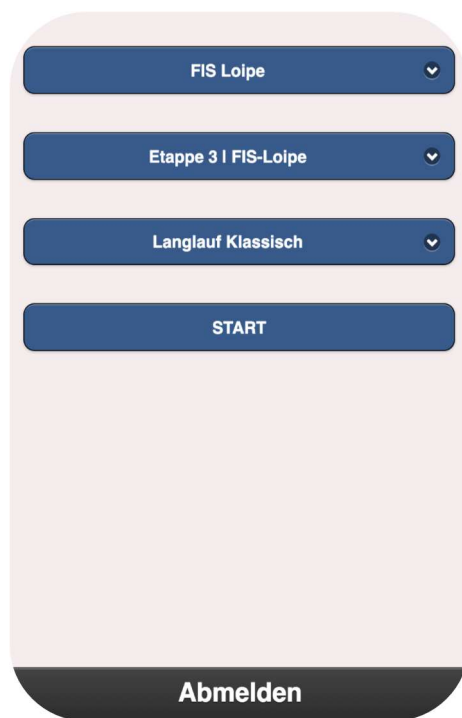 FIS Loipe
Etappe 3 I FIS-Loipe
Langlauf Klassisch
START
Abmelden